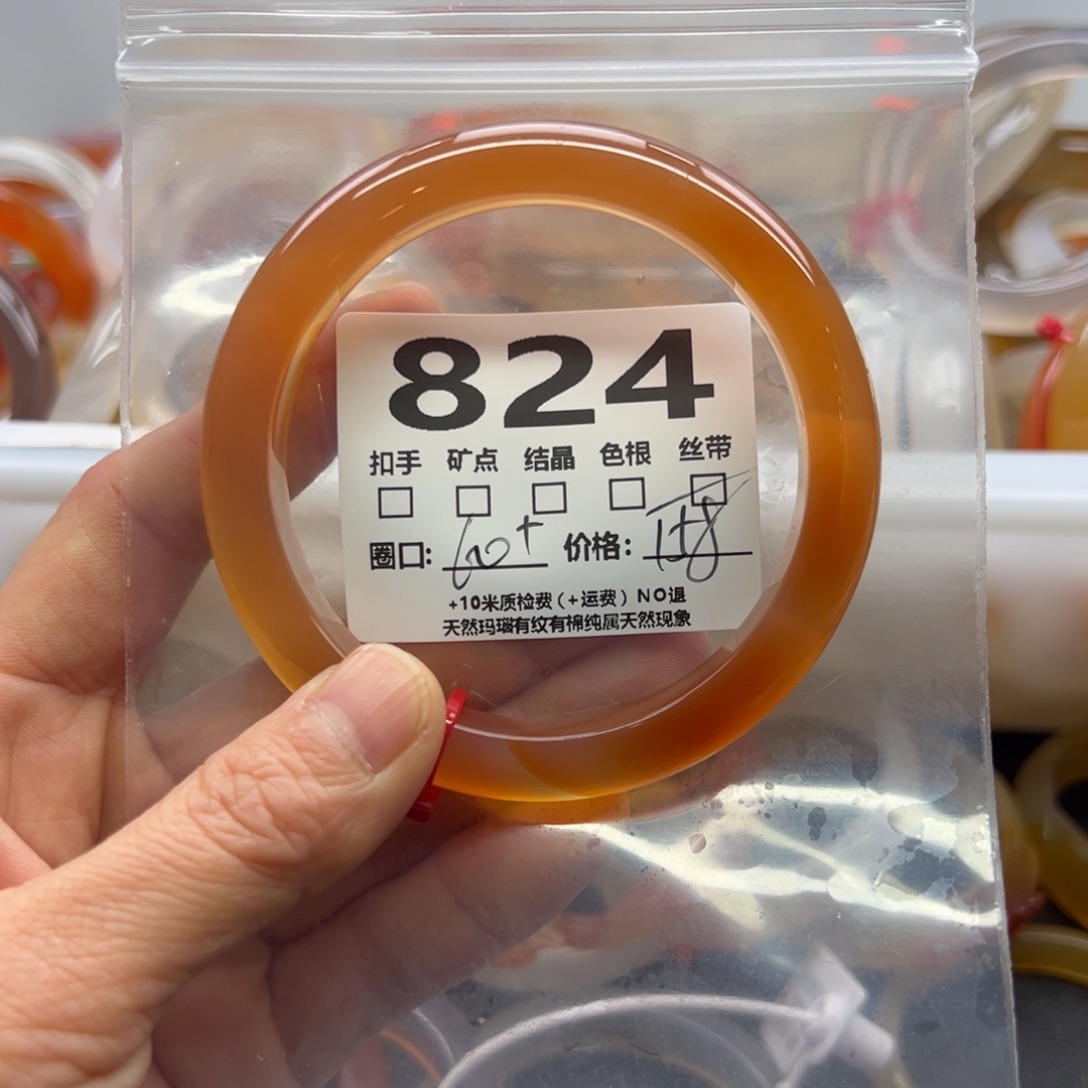 824
扣手 矿点 结晶 色根 丝带
圈口: 60+ 价格:
+10米质检费(+运费)NO退
天然玛瑙有纹有棉纯属天然现象